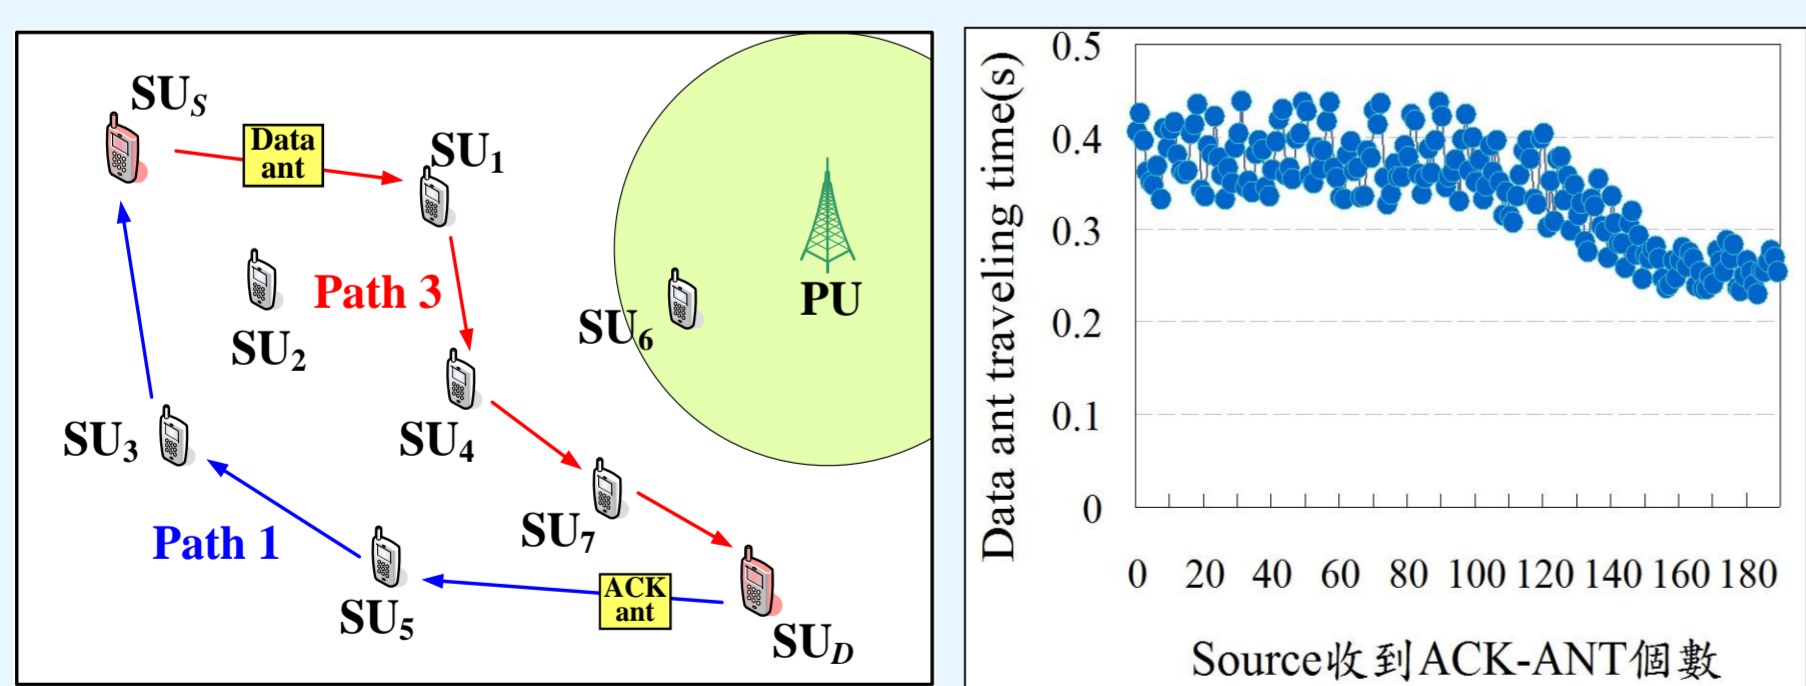 SUS
Data
ant
SU1
SU2
Path 3
PU
SU6
SU3
SU4
Path 1
SU7
SU5
ACK
ant
SUD
Data ant traveling time(s)
0.5
0.4
0.3
0.2
0.1
0
0 20 40 60 80 100 120 140 160 180
Source收到ACK-ANT個數